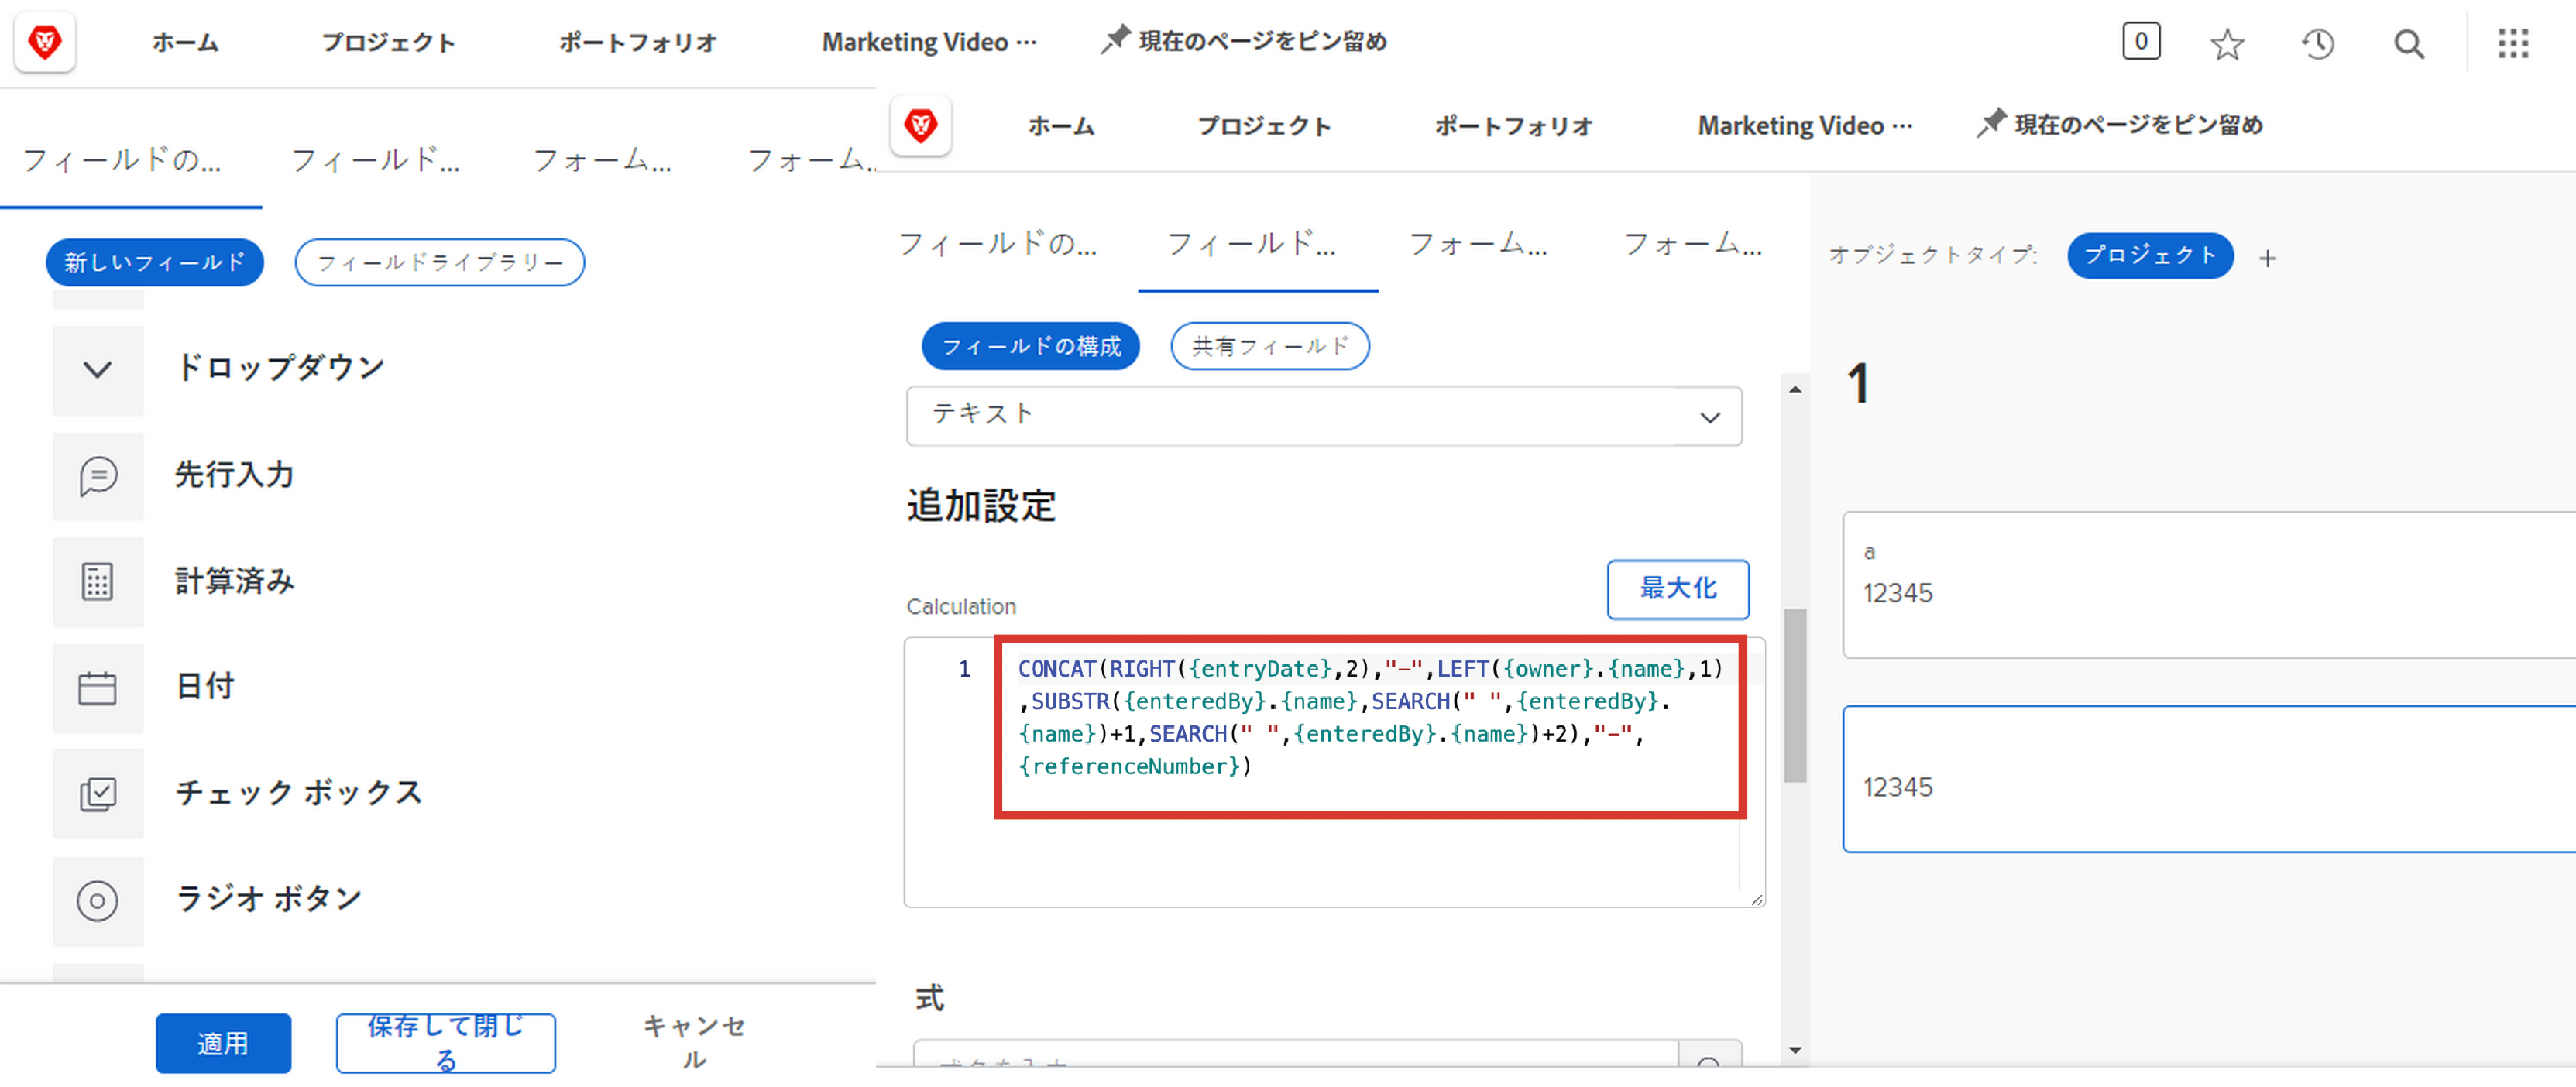 ホーム
プロジェクト
ポートフォリオ
Marketing Video ⋯
現在のページをピン留め
0
フィールドの...
フィールド...
フォーム...
フォーム...
新しいフィールド
フィールドライブラリー
ドロップダウン
先行入力
計算済み
日付
チェック ボックス
ラジオ ボタン
適用
保存して閉じ
る
キャンセ
ル
ホーム
プロジェクト
ポートフォリオ
Marketing Video ⋯
現在のページをピン留め
フィールドの...
フィールド...
フォーム...
フォーム...
フィールドの構成
共有フィールド
テキスト
追加設定
最大化
Calculation
1
CONCAT(RIGHT({entryDate},2),"-",LEFT({owner}.{name},1)
,SUBSTR({enteredBy}.{name},SEARCH(" ",{enteredBy}.
{name})+1,SEARCH(" ",{enteredBy}.{name})+2),"-",
{referenceNumber})
式
オブジェクトタイプ:
プロジェクト
+
1
a
12345
12345